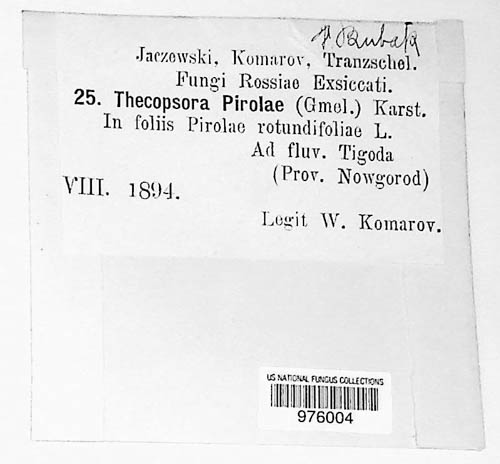 Jaczewski, Komarov, Tranzschel.
Fungi Rossiae Exsiccati.
25. Thecopsora Pirolae (Gmel.) Karst.
In foliis Pirolae rotundifoliae L.
Ad fluv. Tigoda
(Prov. Nowgorod)
VIII. 1894.
Legit W. Komarov.
US NATIONAL FUNGUS COLLECTIONS
976004